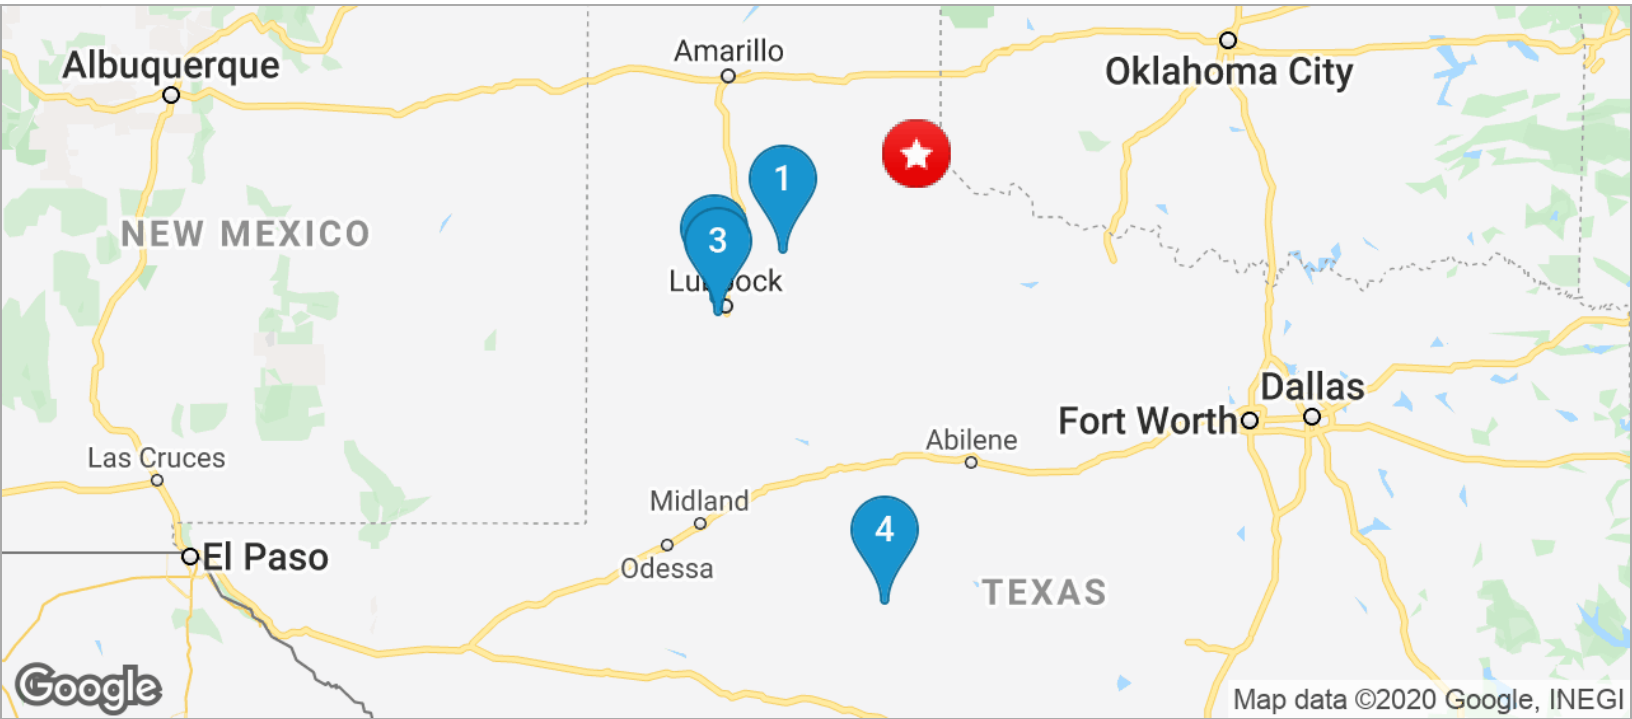 Amarillo
Albuquerque
Oklahoma City
1
NEW MEXICO
3
Lubbock
Dallas
Fort Worth
Abilene
Las Cruces
Midland
4
El Paso
Odessa
TEXAS
Google
Map data ©2020 Google, INEGI